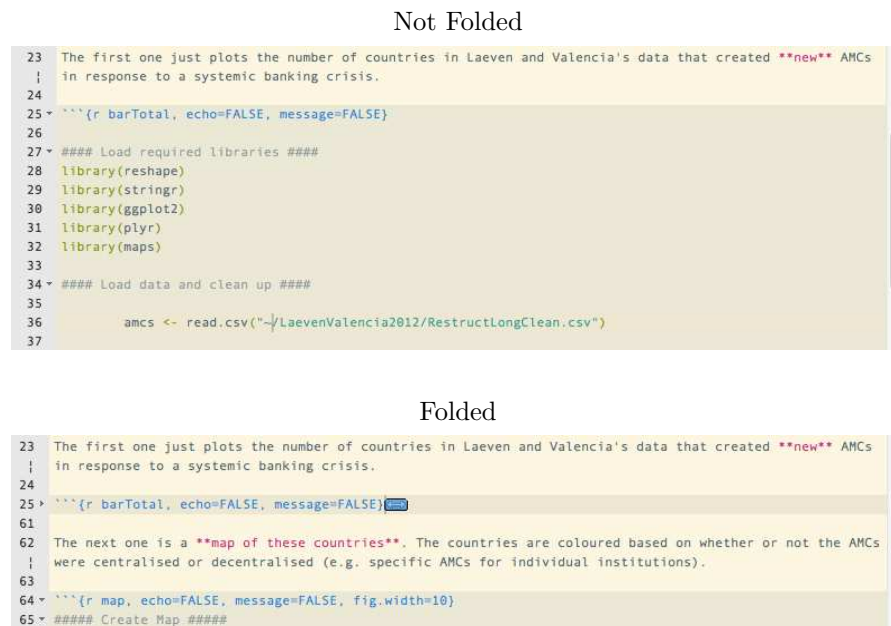 Not Folded
23 The first one just plots the number of countries in Laeven and Valencia's data that created **new** AMCs
in response to a systemic banking crisis.
24
25 ```{r barTotal, echo=FALSE, message=FALSE}
26
27 #### Load required libraries ####
28 library(reshape)
29 library(stringr)
30 library(ggplot2)
31 library(plyr)
32 library(maps)
33
34 #### Load data and clean up ####
35
36 amcs <- read.csv("~/LaevenValencia2012/RestructLongClean.csv")
37
Folded
23 The first one just plots the number of countries in Laeven and Valencia's data that created **new** AMCs
in response to a systemic banking crisis.
24
25 ```{r barTotal, echo=FALSE, message=FALSE}
61
62 The next one is a **map of these countries**. The countries are coloured based on whether or not the AMCs
were centralised or decentralised (e.g. specific AMCs for individual institutions).
63
64 ```{r map, echo=FALSE, message=FALSE, fig.width=10}
65 ##### Create Map #####